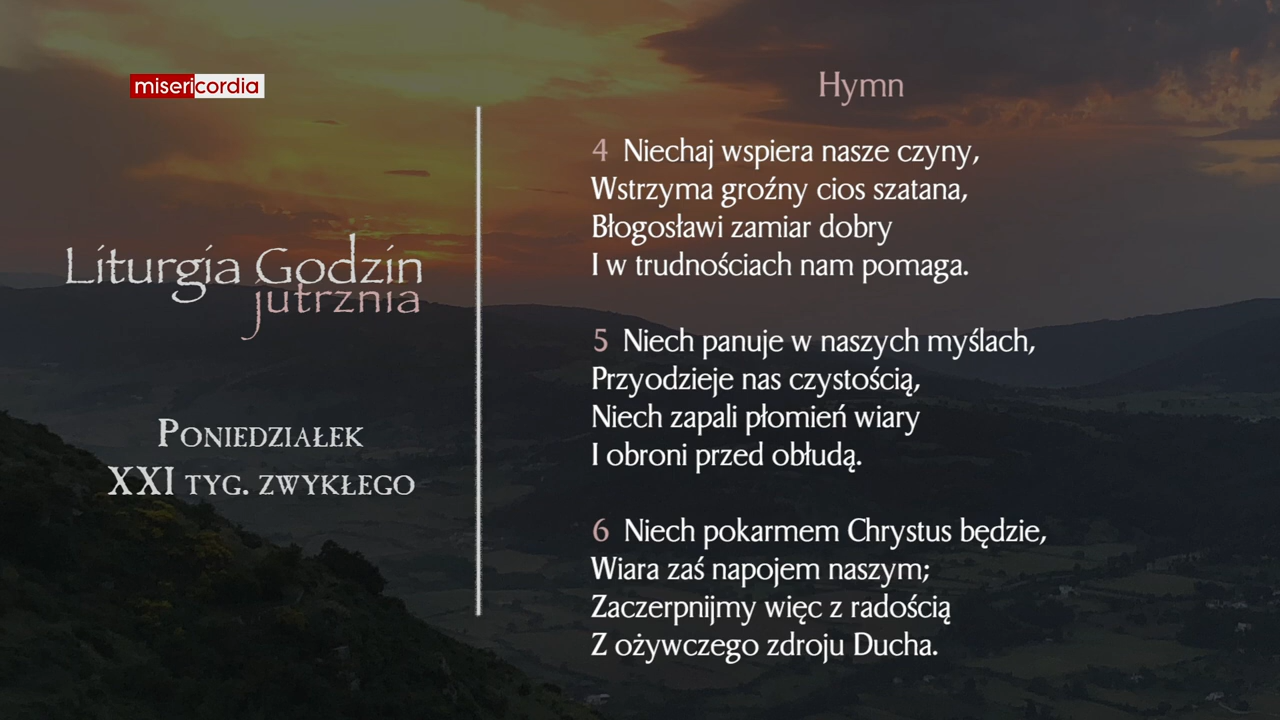 misericordia
Liturgia Godzin
jutrznia
Poniedziałek
XXI tyg. zwykłego
Hymn
4 Niechaj wspiera nasze czyny,
Wstrzyma groźny cios szatana,
Błogosławi zamiar dobry
I w trudnościach nam pomaga.
5 Niech panuje w naszych myślach,
Przyodzieje nas czystością,
Niech zapali płomień wiary
I obroni przed obłudą.
6 Niech pokarmem Chrystus będzie,
Wiara zaś napojem naszym;
Zaczerpnijmy więc z radością
Z ożywczego zdroju Ducha.